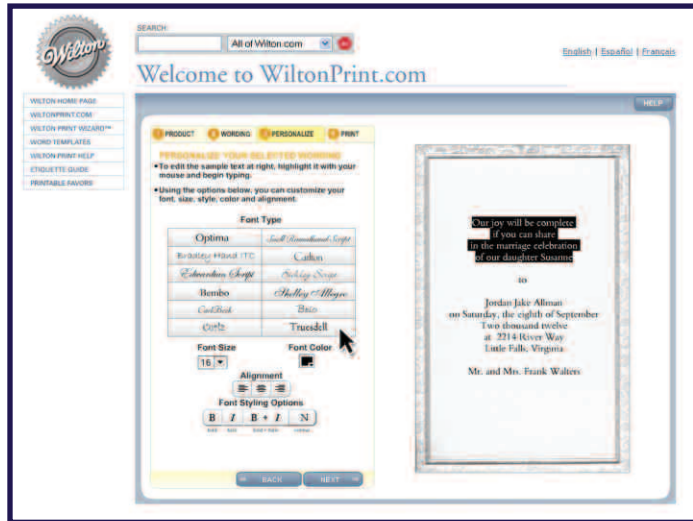 Wilton
SEARCH:
All of Wilton.com
English | Español | Français
Welcome to WiltonPrint.com
WILTON HOME PAGE
WILTONPRINT.COM
WILTON PRINT WIZARD™
WORD TEMPLATES
WILTON PRINT HELP
ETIQUETTE GUIDE
PRINTABLE FAVORS
HELP
PRODUCT WORDING PERSONALIZE PRINT
PERSONALIZE YOUR SELECTED WORDING
•To edit the sample text at right, highlight it with your
mouse and begin typing.
•Using the options below, you can customize your
font, size, style, color and alignment.
Font Type
Optima
Bradley Hand ITC Caslon
Edwardian Script Stuyvesant Script
Bembo Shelley Allegro
Truesdell
Font Size Font Color
16
Alignment
Font Styling Options
B I B + I N
BACK NEXT
Our joy will be complete
if you can share
in the marriage celebration
of our daughter Susanne
to
Jordan Jake Allman
on Saturday, the eighth of September
Two thousand twelve
at 2214 River Way
Little Falls, Virginia
Mr. and Mrs. Frank Walters